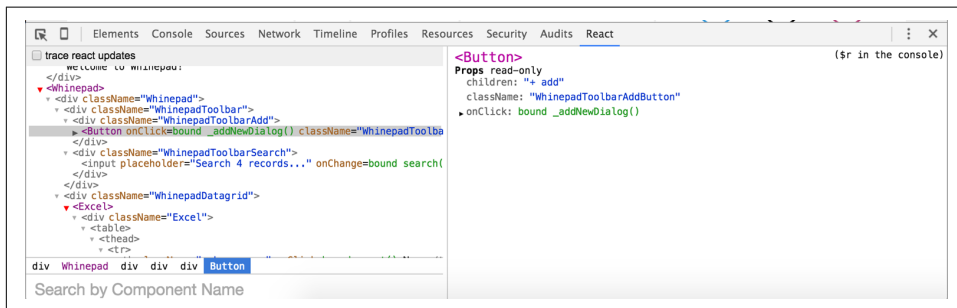 Elements Console Sources Network Timeline Profiles Resources Security Audits React
trace react updates
Welcome to Whinepad!
</div>
<Whinepad>
<div className="Whinepad">
<div className="WhinepadToolbar">
<div className="WhinepadToolbarAdd">
<Button onClick=bound _addNewDialog() className="WhinepadToolba
</div>
<div className="WhinepadToolbarSearch">
<input placeholder="Search 4 records..." onChange=bound search(
</div>
</div>
<div className="WhinepadDatagrid">
<Excel>
<div className="Excel">
<table>
<thead>
<tr>
div Whinepad div div div Button
Search by Component Name
<Button> ($r in the console)
Props read-only
children: "+ add"
className: "WhinepadToolbarAddButton"
onClick: bound _addNewDialog()